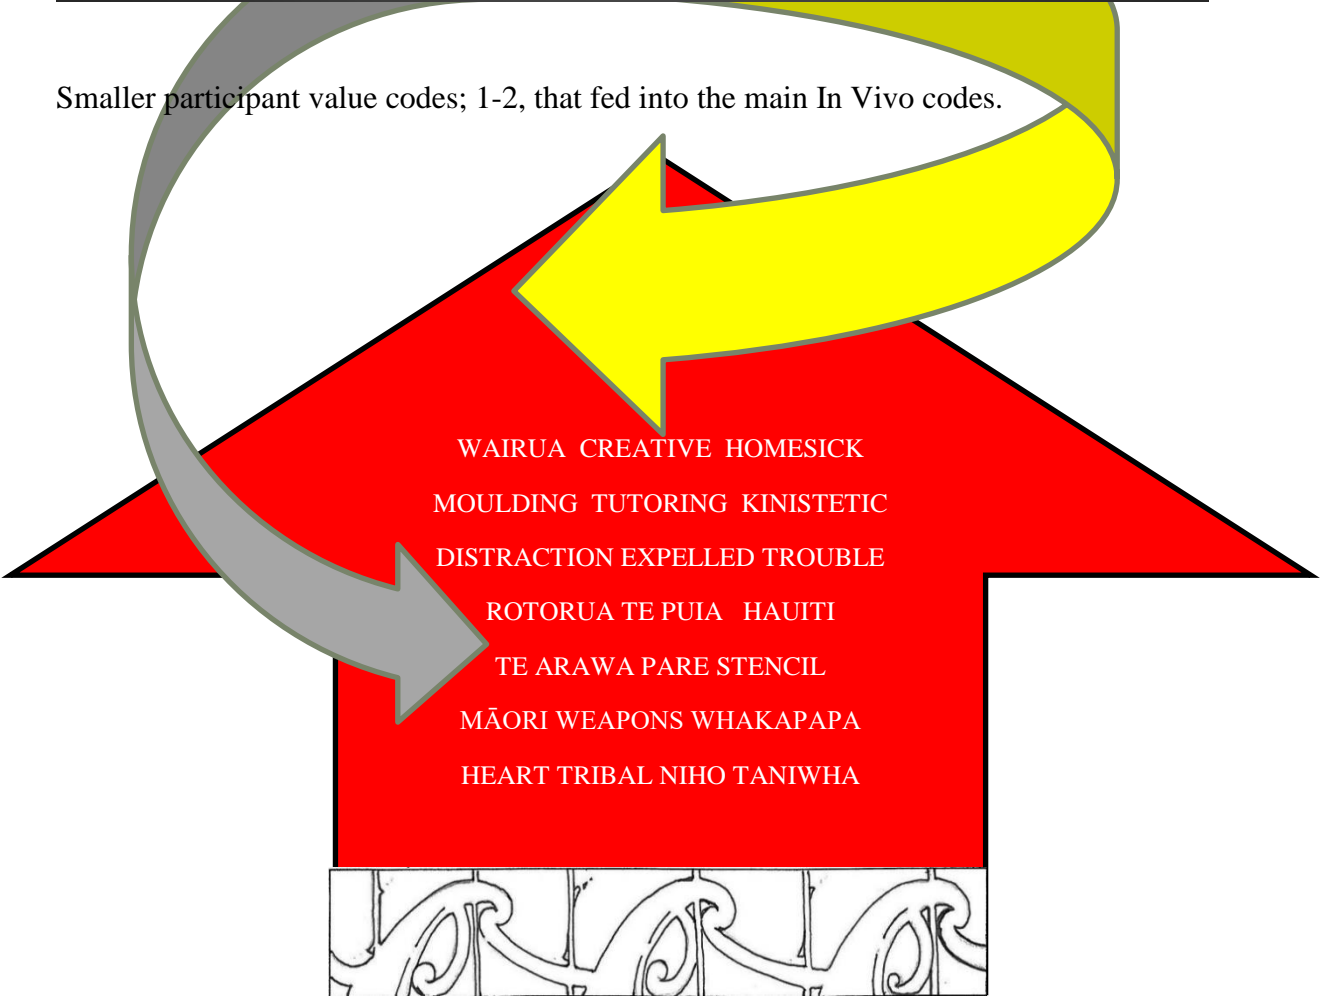 Smaller participant value codes; 1-2, that fed into the main In Vivo codes.
WAIRUA CREATIVE HOMESICK
MOULDING TUTORING KINISTETIC
DISTRACTION EXPELLED TROUBLE
ROTORUA TE PUIA HAUITI
TE ARAWA PARE STENCIL
MĀORI WEAPONS WHAKAPAPA
HEART TRIBAL NIHO TANIWHA